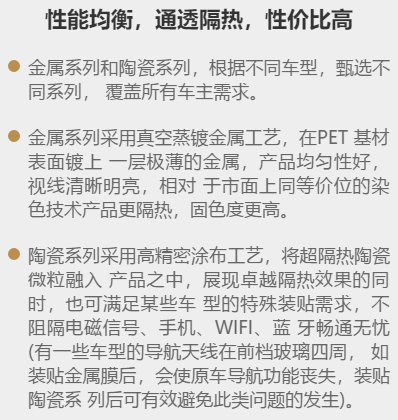 性能均衡，通透隔热，性价比高
金属系列和陶瓷系列，根据不同车型，甄选不
同系列， 覆盖所有车主需求。
金属系列采用真空蒸镀金属工艺，在PET 基材
表面镀上 一层极薄的金属，产品均匀性好，
视线清晰明亮，相对 于市面上同等价位的染
色技术产品更隔热，固色度更高。
陶瓷系列采用高精密涂布工艺，将超隔热陶瓷
微粒融入 产品之中，展现卓越隔热效果的同
时，也可满足某些车 型的特殊装贴需求，不
阻隔电磁信号、手机、WIFI、蓝 牙畅通无忧
(有一些车型的导航天线在前档玻璃四周， 如
装贴金属膜后，会使原车导航功能丧失，装贴
陶瓷系 列后可有效避免此类问题的发生)。